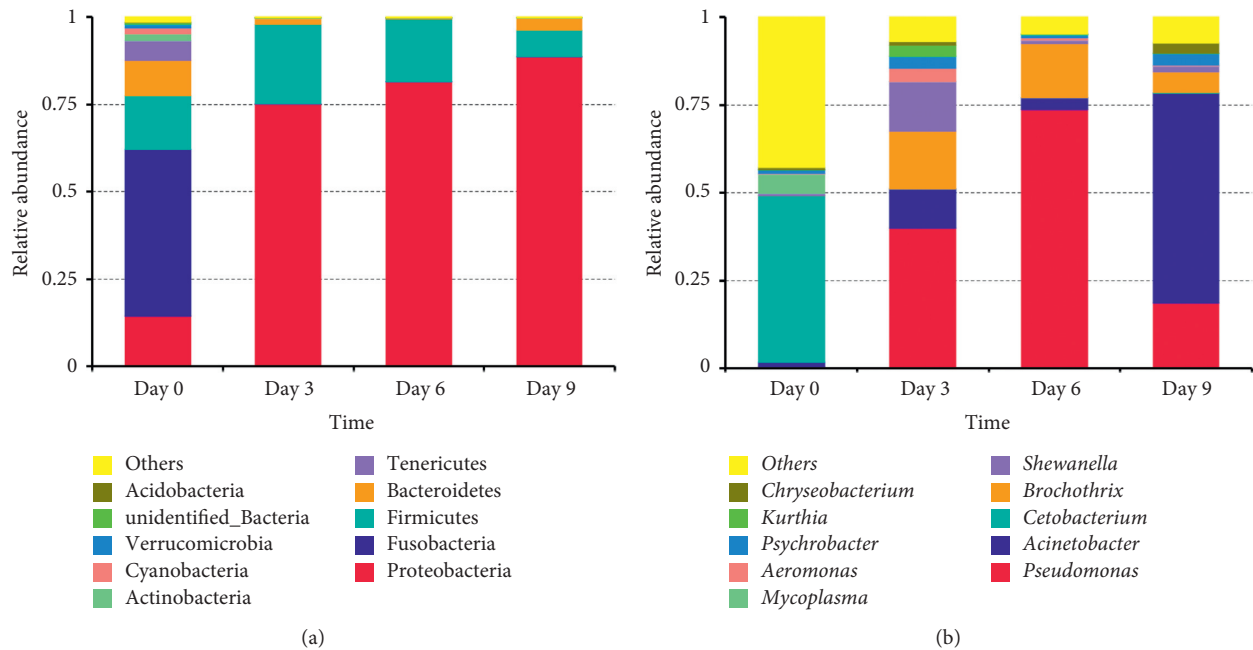 1
0.75
0.5
0.25
0
Relative abundance
Day 0 Day 3 Day 6 Day 9
Time
Others
Acidobacteria
unidentified_Bacteria
Verrucomicrobia
Cyanobacteria
Actinobacteria
Tenericutes
Bacteroidetes
Firmicutes
Fusobacteria
Proteobacteria
(a)
1
0.75
0.5
0.25
0
Relative abundance
Day 0 Day 3 Day 6 Day 9
Time
Others
Chryseobacterium
Kurthia
Psychrobacter
Aeromonas
Mycoplasma
Shewanella
Brochothrix
Cetobacterium
Acinetobacter
Pseudomonas
(b)